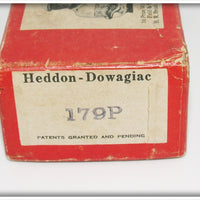 Heddon-Dowagiac
179P
PATENTS GRANTED AND PENDING